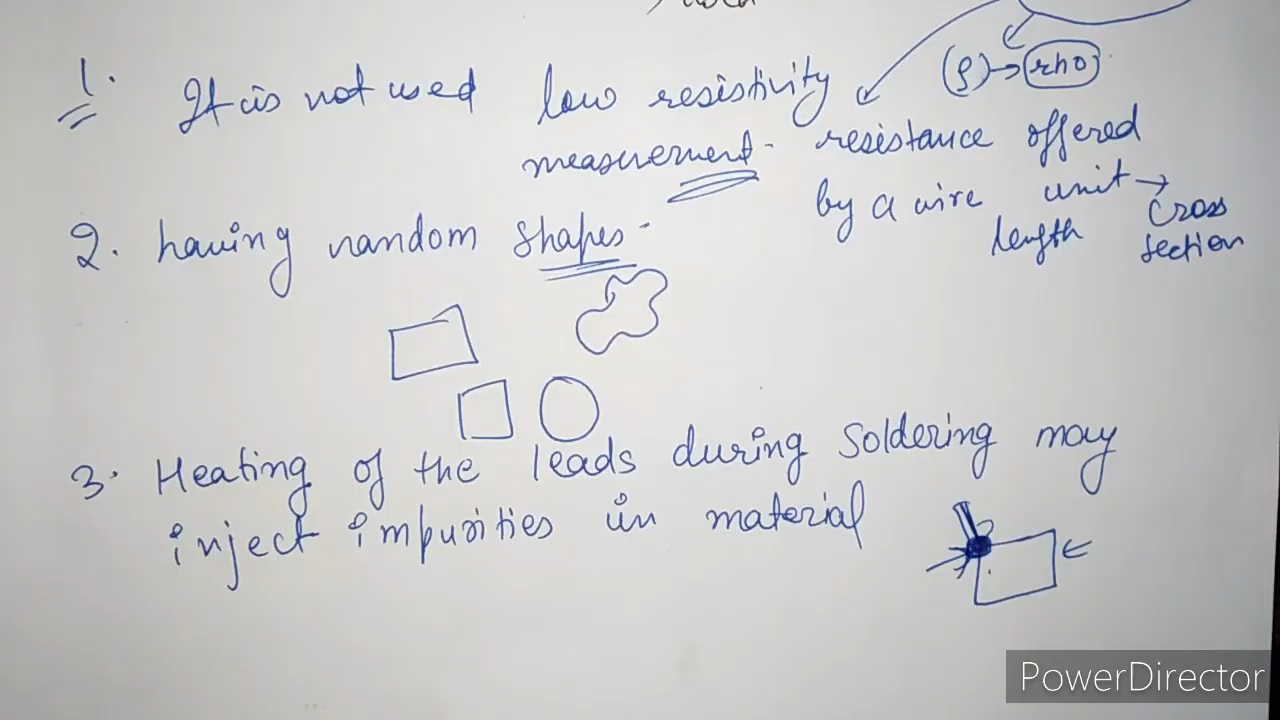 1. It is not used low resistivity
measurement.
(ρ) → rho
resistance offered
by a wire unit →
length
Cross
section
2. having random shapes.
3. Heating of the leads during soldering may
inject impurities in material
PowerDirector